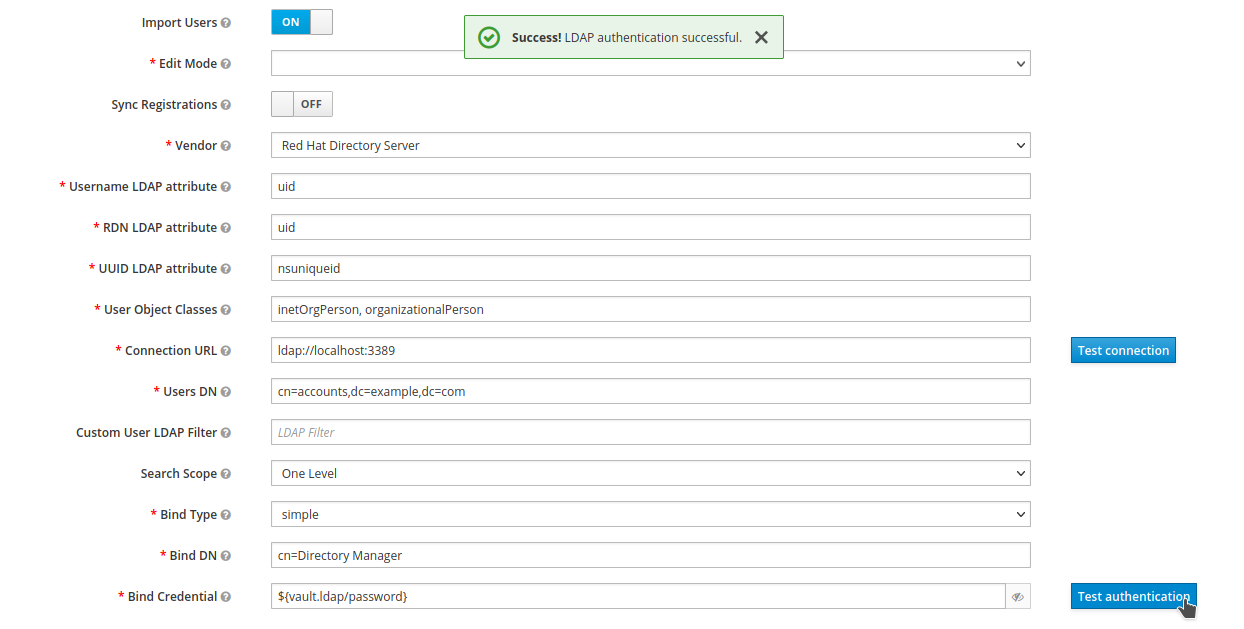 Import Users ON
Success! LDAP authentication successful.
* Edit Mode
Sync Registrations OFF
* Vendor Red Hat Directory Server
* Username LDAP attribute uid
* RDN LDAP attribute uid
* UUID LDAP attribute nsuniqueid
* User Object Classes inetOrgPerson, organizationalPerson
* Connection URL ldap://localhost:3389 Test connection
* Users DN cn=accounts,dc=example,dc=com
Custom User LDAP Filter LDAP Filter
Search Scope One Level
* Bind Type simple
* Bind DN cn=Directory Manager
* Bind Credential ${vault.ldap/password} Test authentication